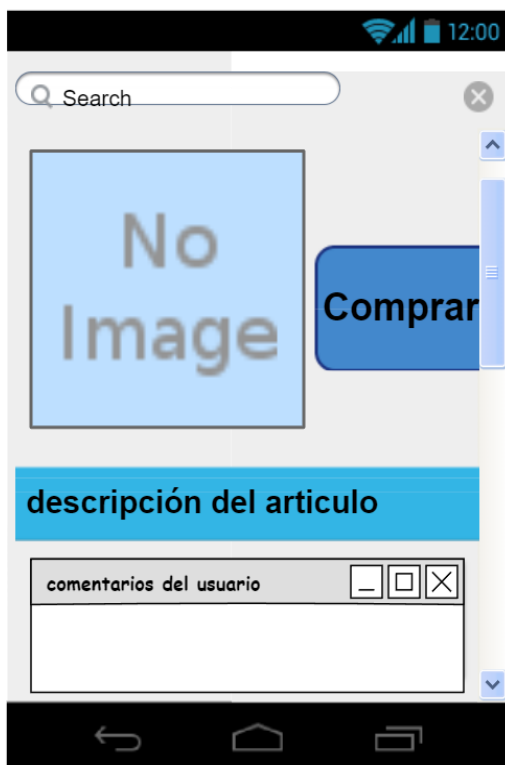 12:00
Search
No
Image
Comprar
descripción del articulo
comentarios del usuario